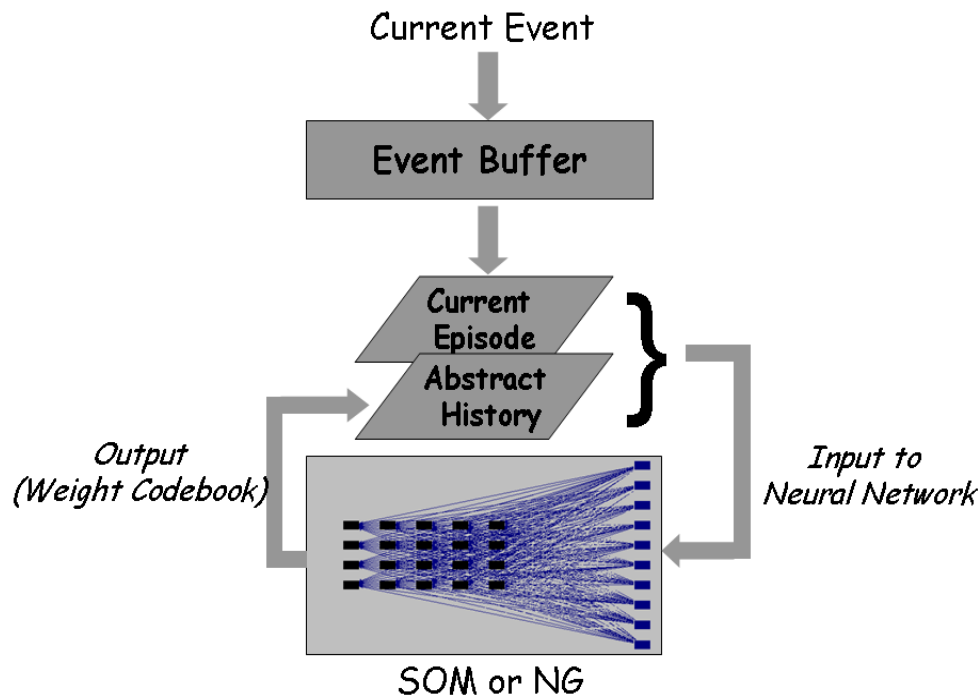 Current Event
Event Buffer
Current
Episode
Abstract
History
Output
(Weight Codebook)
Input to
Neural Network
SOM or NG